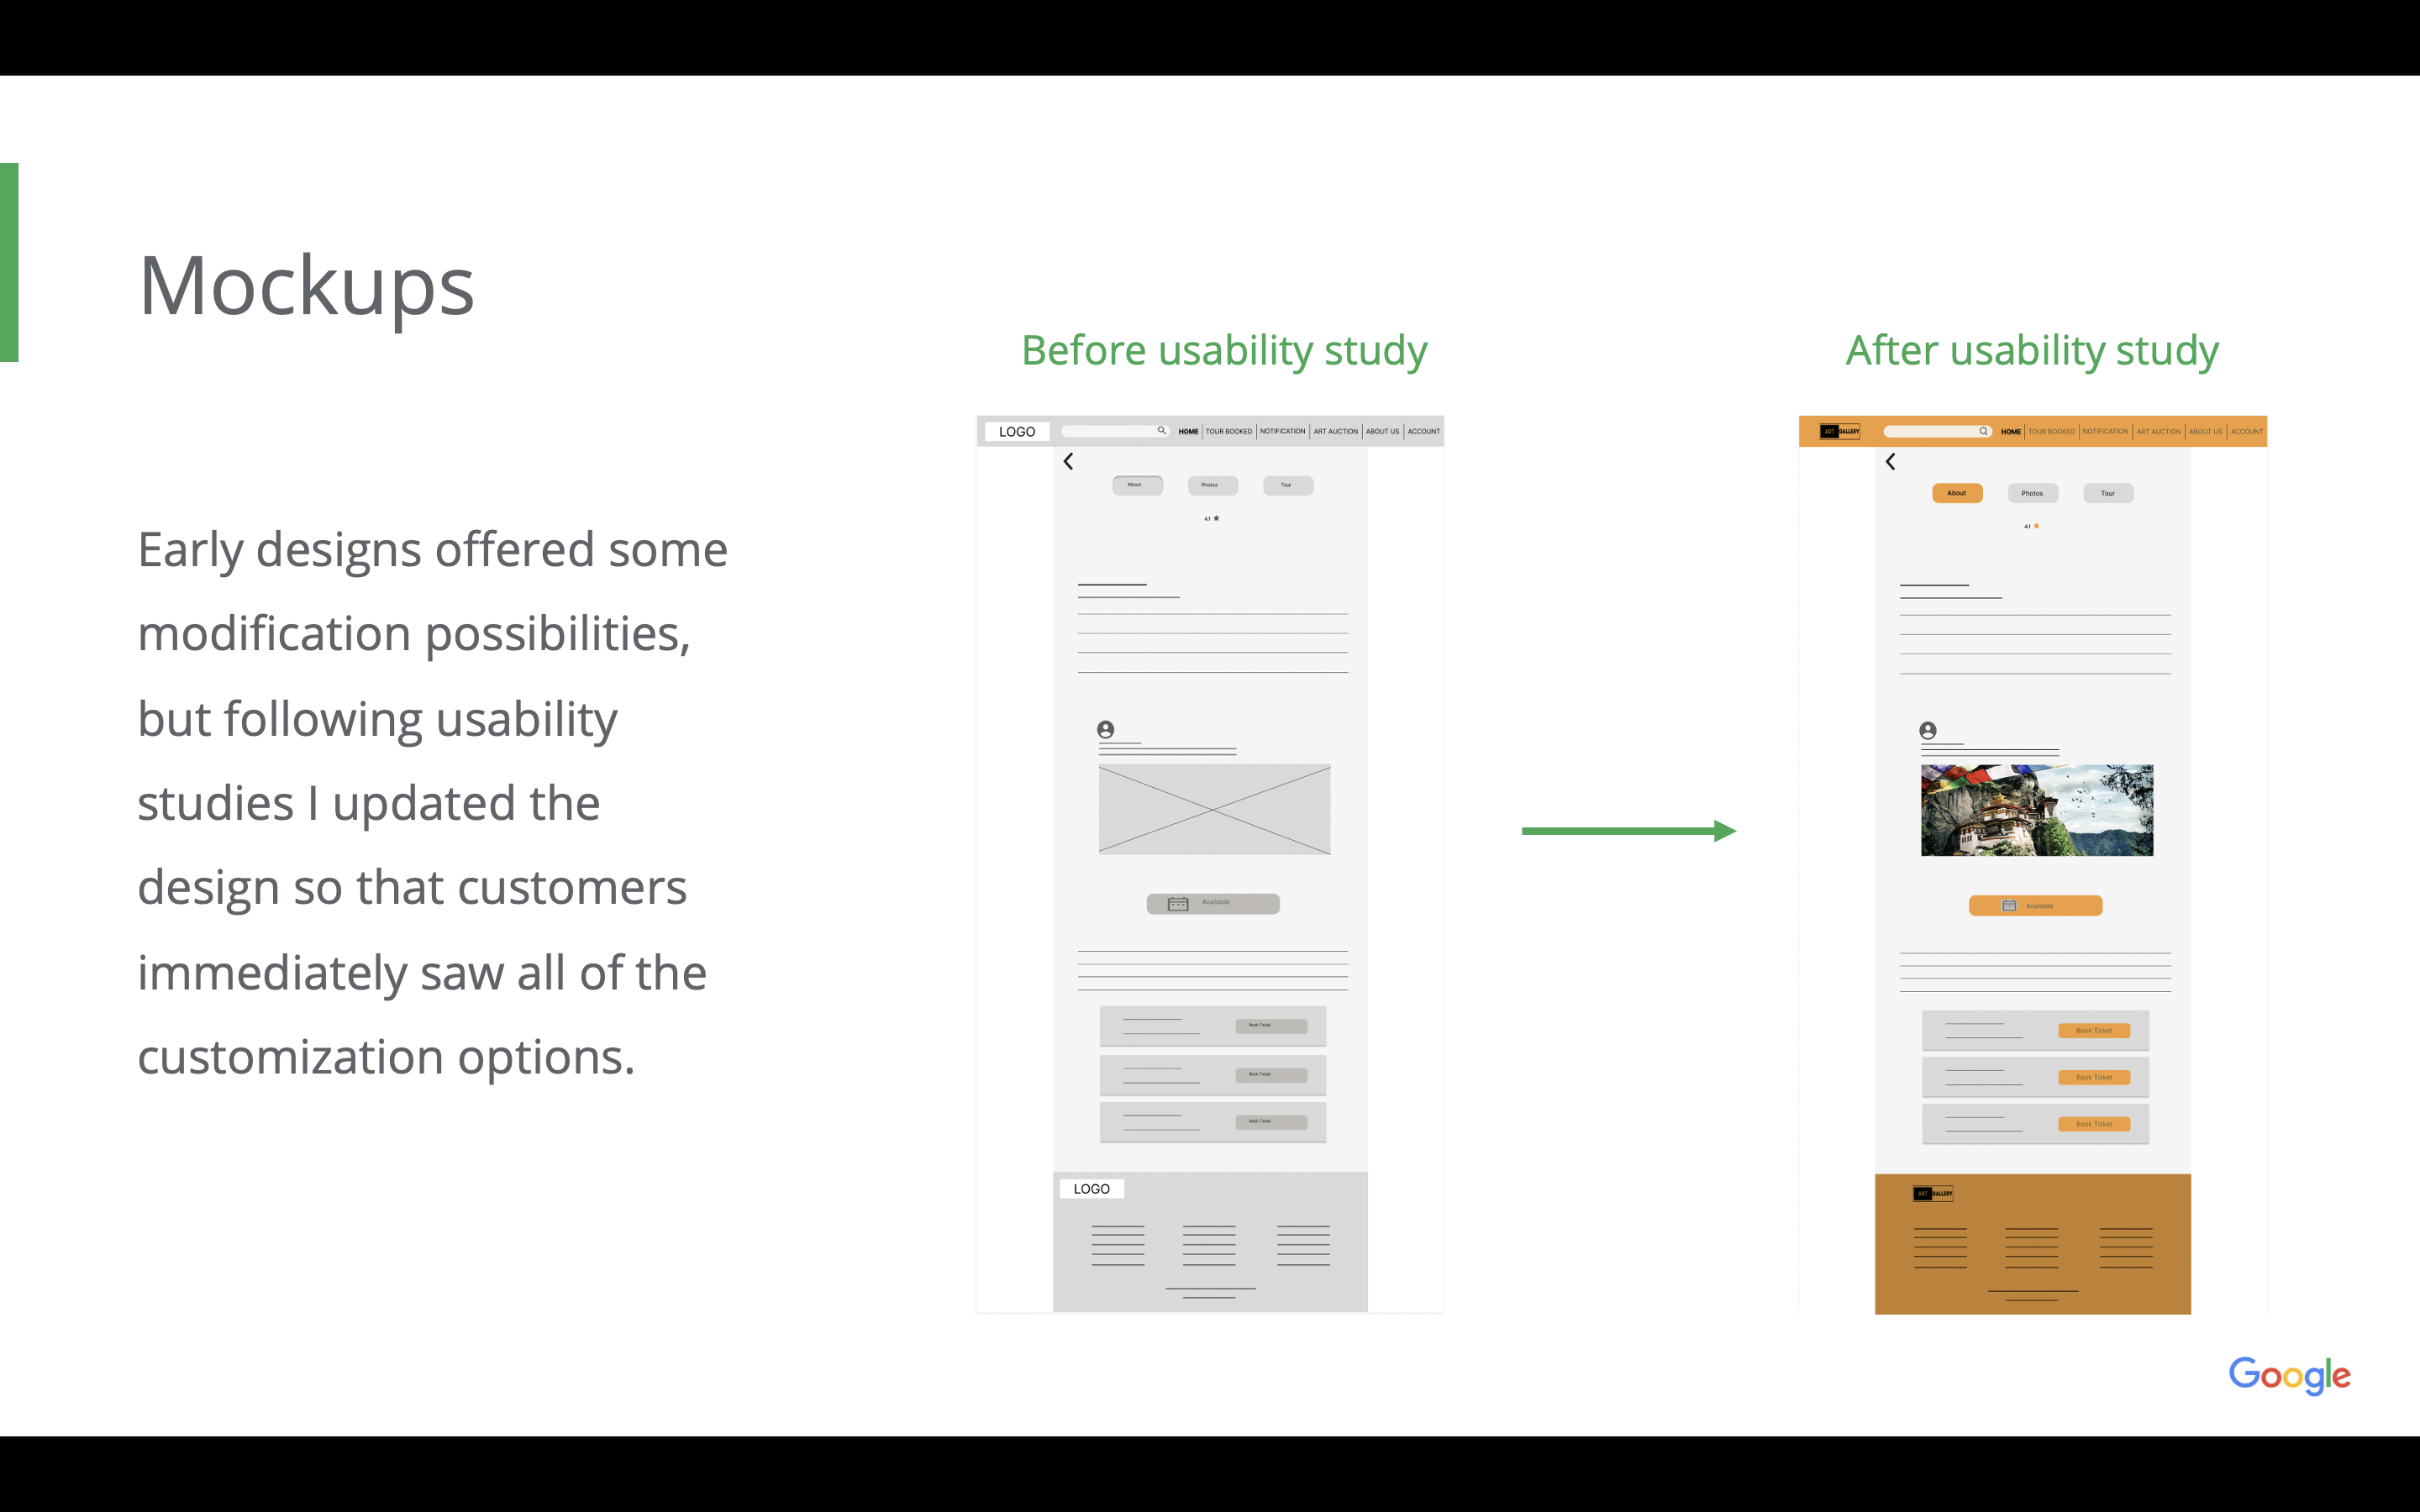 Mockups
Before usability study
After usability study
Early designs offered some
modification possibilities,
but following usability
studies I updated the
design so that customers
immediately saw all of the
customization options.
LOGO
HOME
TOUR BOOKED
NOTIFICATION
ART AUCTION
ABOUT US
ACCOUNT
About
Photos
Tour
4.1
Available
Book Ticket
Book Ticket
Book Ticket
LOGO
ART GALLERY
HOME
TOUR BOOKED
NOTIFICATION
ART AUCTION
ABOUT US
ACCOUNT
About
Photos
Tour
4.1
Available
Book Ticket
Book Ticket
Book Ticket
ART GALLERY
Google